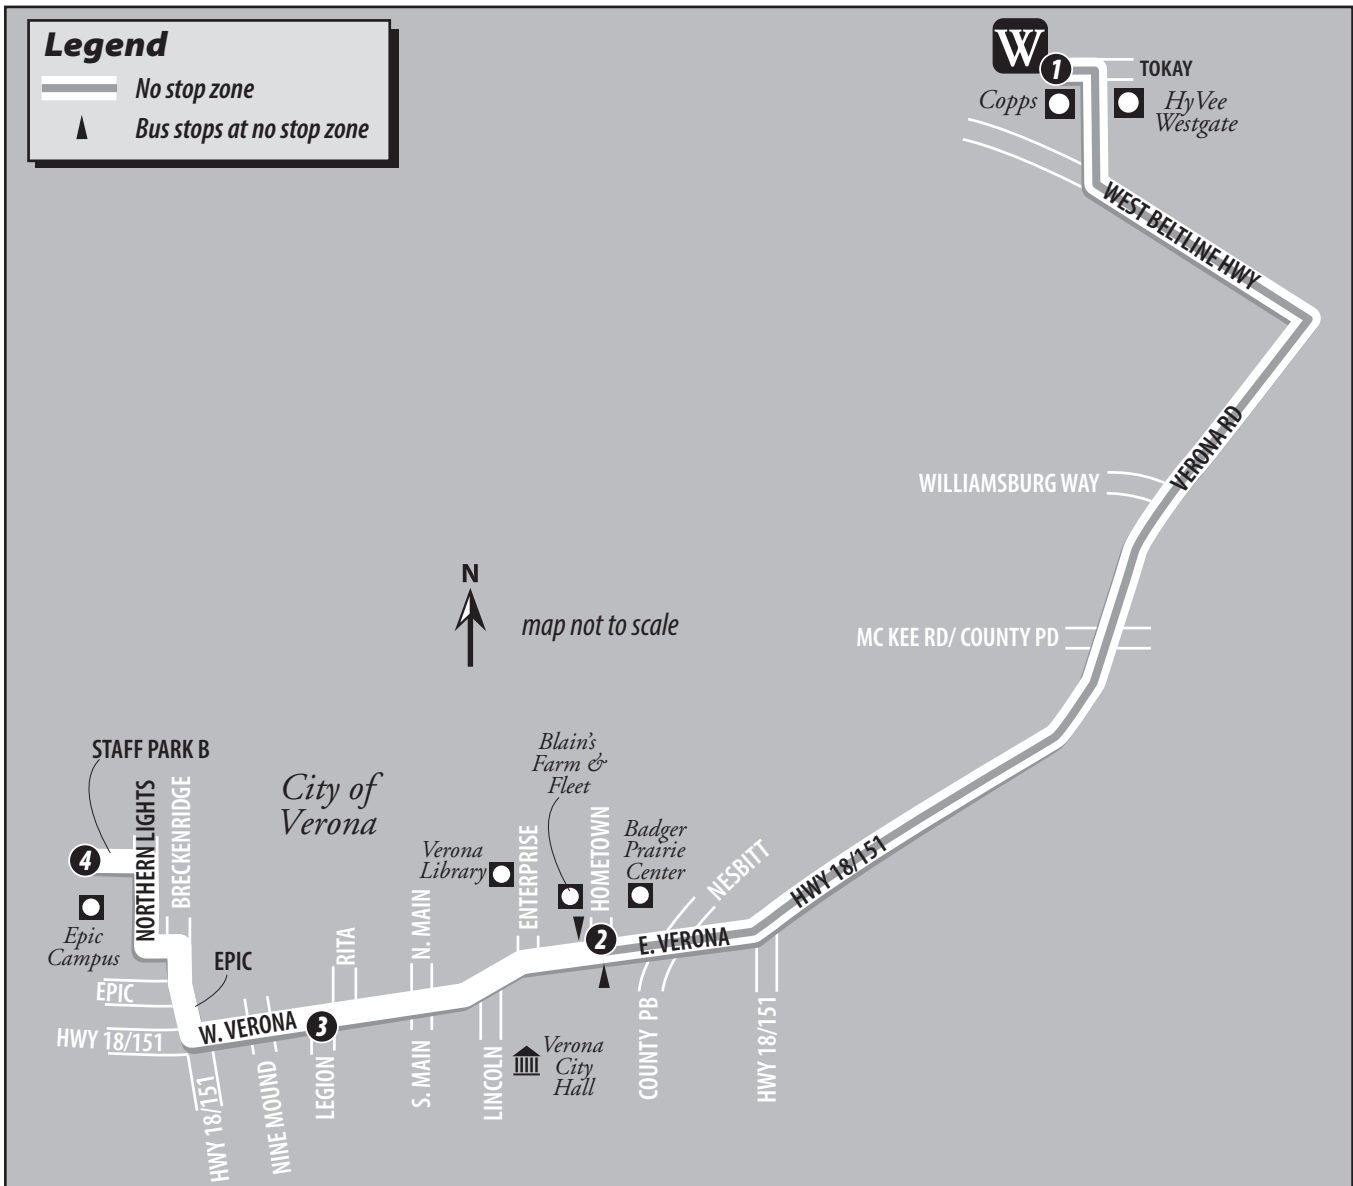 Legend
No stop zone
Bus stops at no stop zone
W
1
TOKAY
Copps
HyVee
Westgate
WEST BELTLINE HWY
VERONA RD
WILLIAMSBURG WAY
N
map not to scale
MC KEE RD/ COUNTY PD
STAFF PARK B
City of
Verona
Blain's
Farm &
Fleet
4
NORTHERN LIGHTS
BRECKENRIDGE
Verona
Library
ENTERPRISE
HOMETOWN
Badger
Prairie
Center
NESBITT
HWY 18/151
Epic
Campus
EPIC
RITA
N. MAIN
2
E. VERONA
EPIC
HWY 18/151
W. VERONA
3
HWY 18/151
NINE MOUND
LEGION
S. MAIN
LINCOLN
Verona
City
Hall
COUNTY PB
HWY 18/151